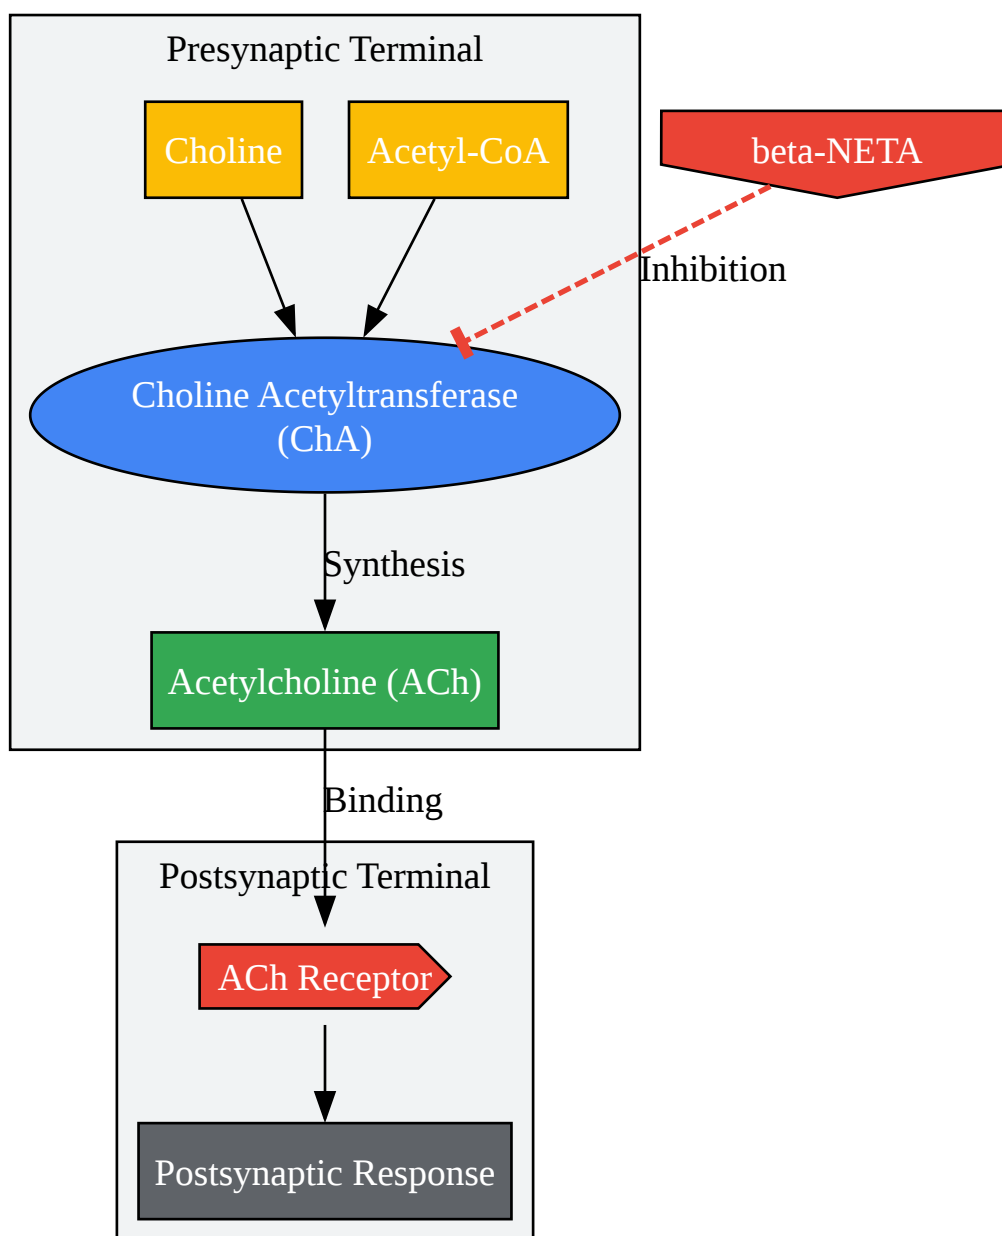 Presynaptic Terminal
Choline
Acetyl-CoA
beta-NETA
Inhibition
Choline Acetyltransferase
(ChA)
Synthesis
Acetylcholine (ACh)
Binding
Postsynaptic Terminal
ACh Receptor
Postsynaptic Response